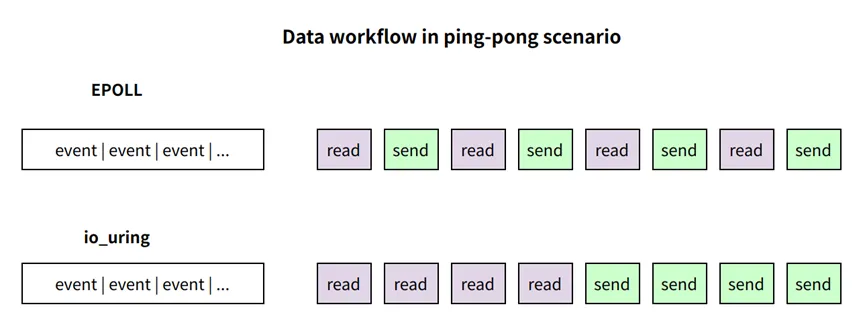 Data workflow in ping-pong scenario
EPOLL
event | event | event | ... read send read send read send read send
io_uring
event | event | event | ... read read read read send send send send